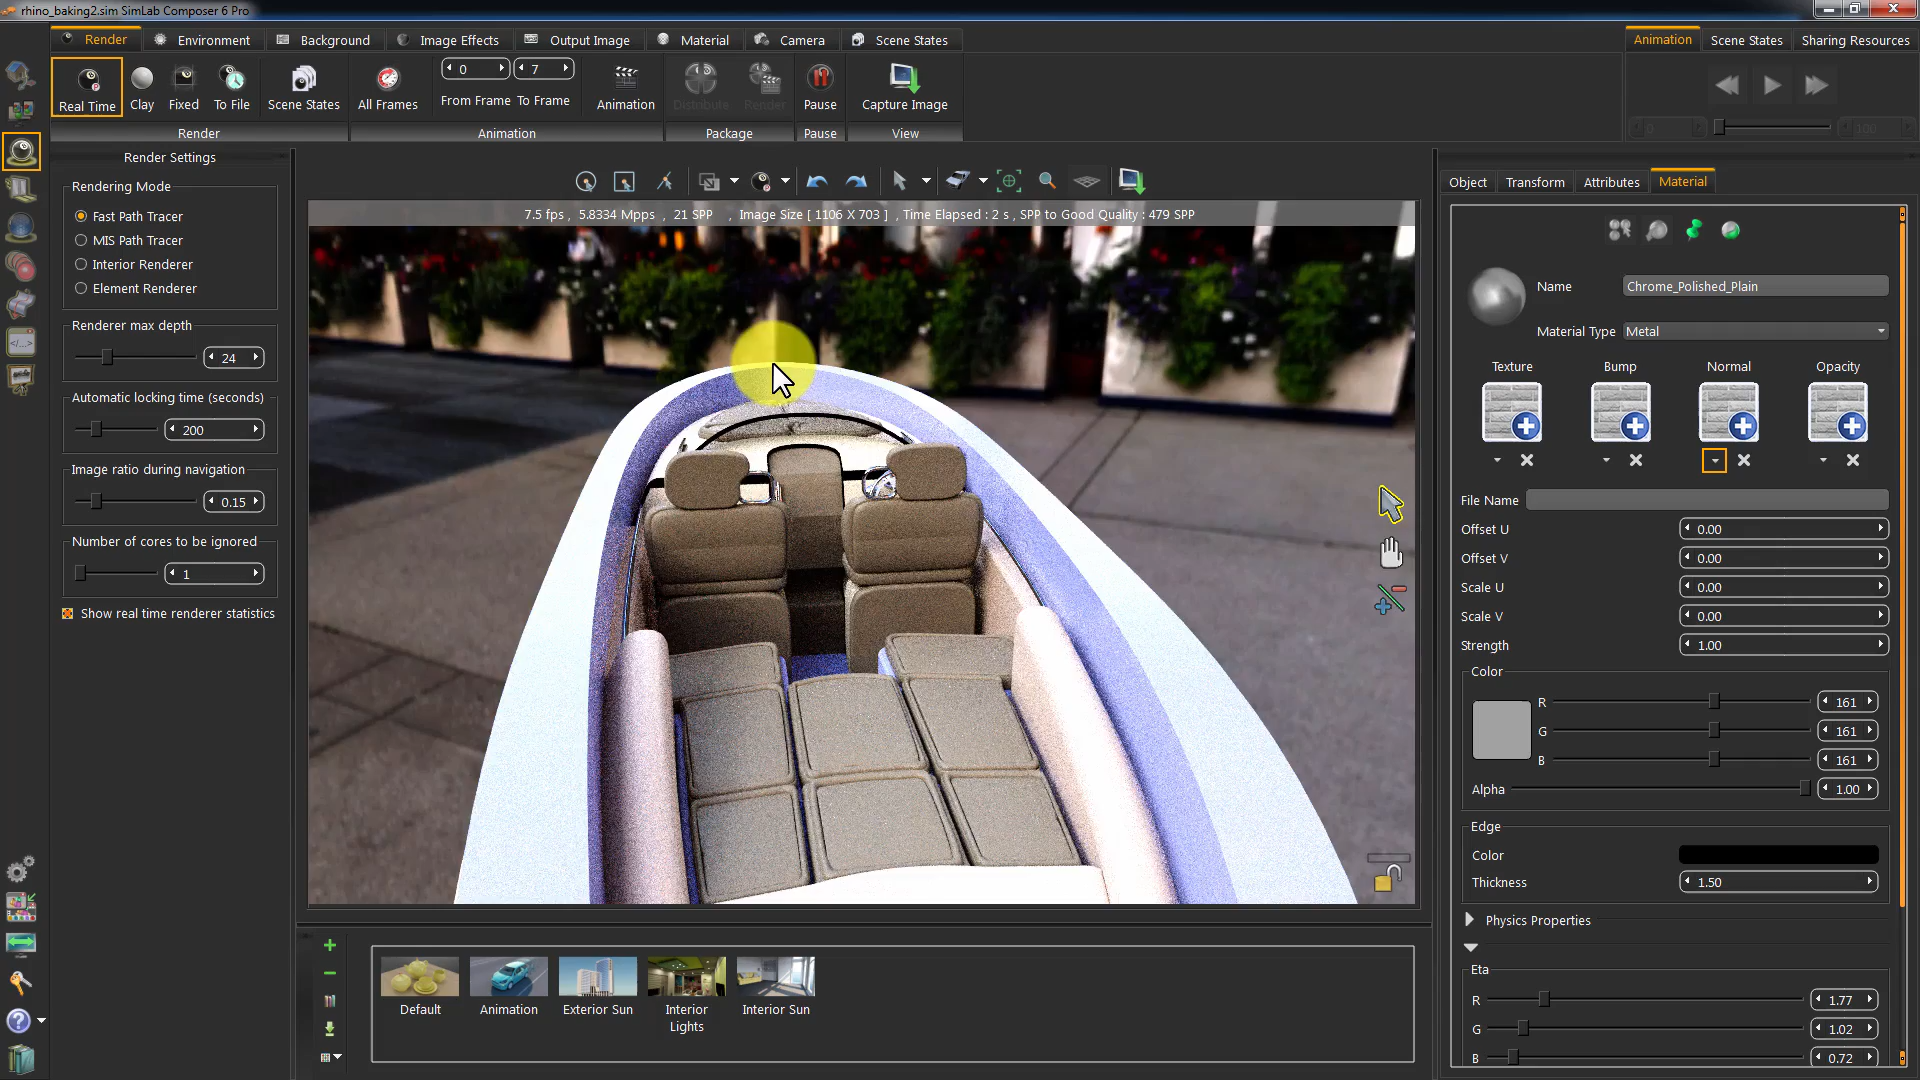 rhino_baking2.sim SimLab Composer 6 Pro
Render Environment Background Image Effects Output Image Material Camera Scene States
Animation Scene States Sharing Resources
0 7
Real Time Clay Fixed To File Scene States All Frames From Frame To Frame Animation Distribute Render Pause Capture Image
0 100
Render Animation Package Pause View
Render Settings
Object Transform Attributes Material
Rendering Mode
Fast Path Tracer
MIS Path Tracer
Interior Renderer
Element Renderer
Renderer max depth
24
Automatic locking time (seconds)
200
Image ratio during navigation
0.15
Number of cores to be ignored
1
Show real time renderer statistics
7.5 fps , 5.8334 Mpps , 21 SPP , Image Size [ 1106 X 703 ] , Time Elapsed : 2 s , SPP to Good Quality : 479 SPP
Default Animation Exterior Sun Interior Lights Interior Sun
Name Chrome_Polished_Plain
Material Type Metal
Texture Bump Normal Opacity
File Name
Offset U 0.00
Offset V 0.00
Scale U 0.00
Scale V 0.00
Strength 1.00
Color
R 161
G 161
B 161
Alpha 1.00
Edge
Color
Thickness 1.50
Physics Properties
Eta
R 1.77
G 1.02
B 0.72